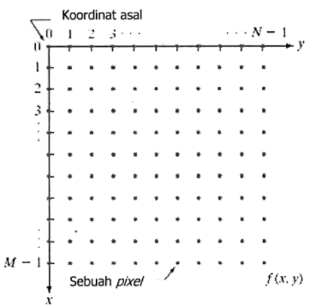 Koordinat asal
0 1 2 3 ··· ··· N − 1
y
0
1
2
3
⋮
M − 1
Sebuah pixel
f(x, y)
x